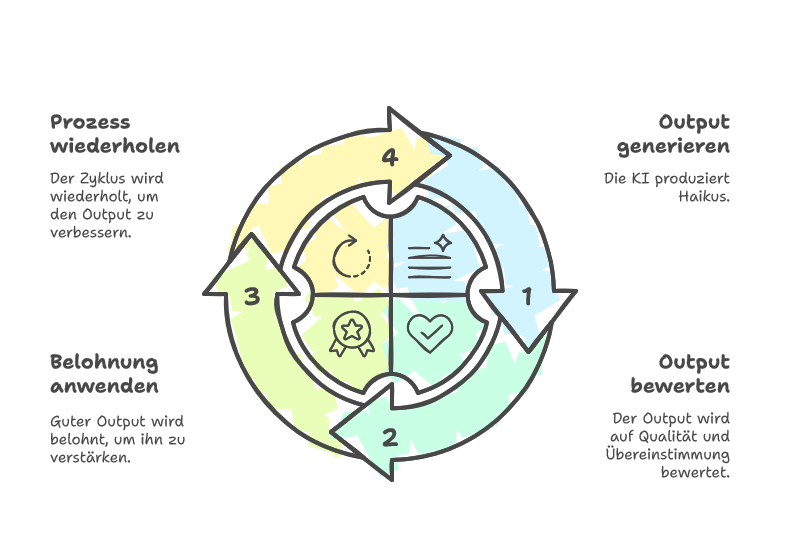 Prozess
wiederholen
Der Zyklus wird
wiederholt, um
den Output zu
verbessern.
4
Output
generieren
Die KI produziert
Haikus.
3
1
Belohnung
anwenden
Guter Output wird
belohnt, um ihn zu
verstärken.
2
Output
bewerten
Der Output wird
auf Qualität und
Übereinstimmung
bewertet.